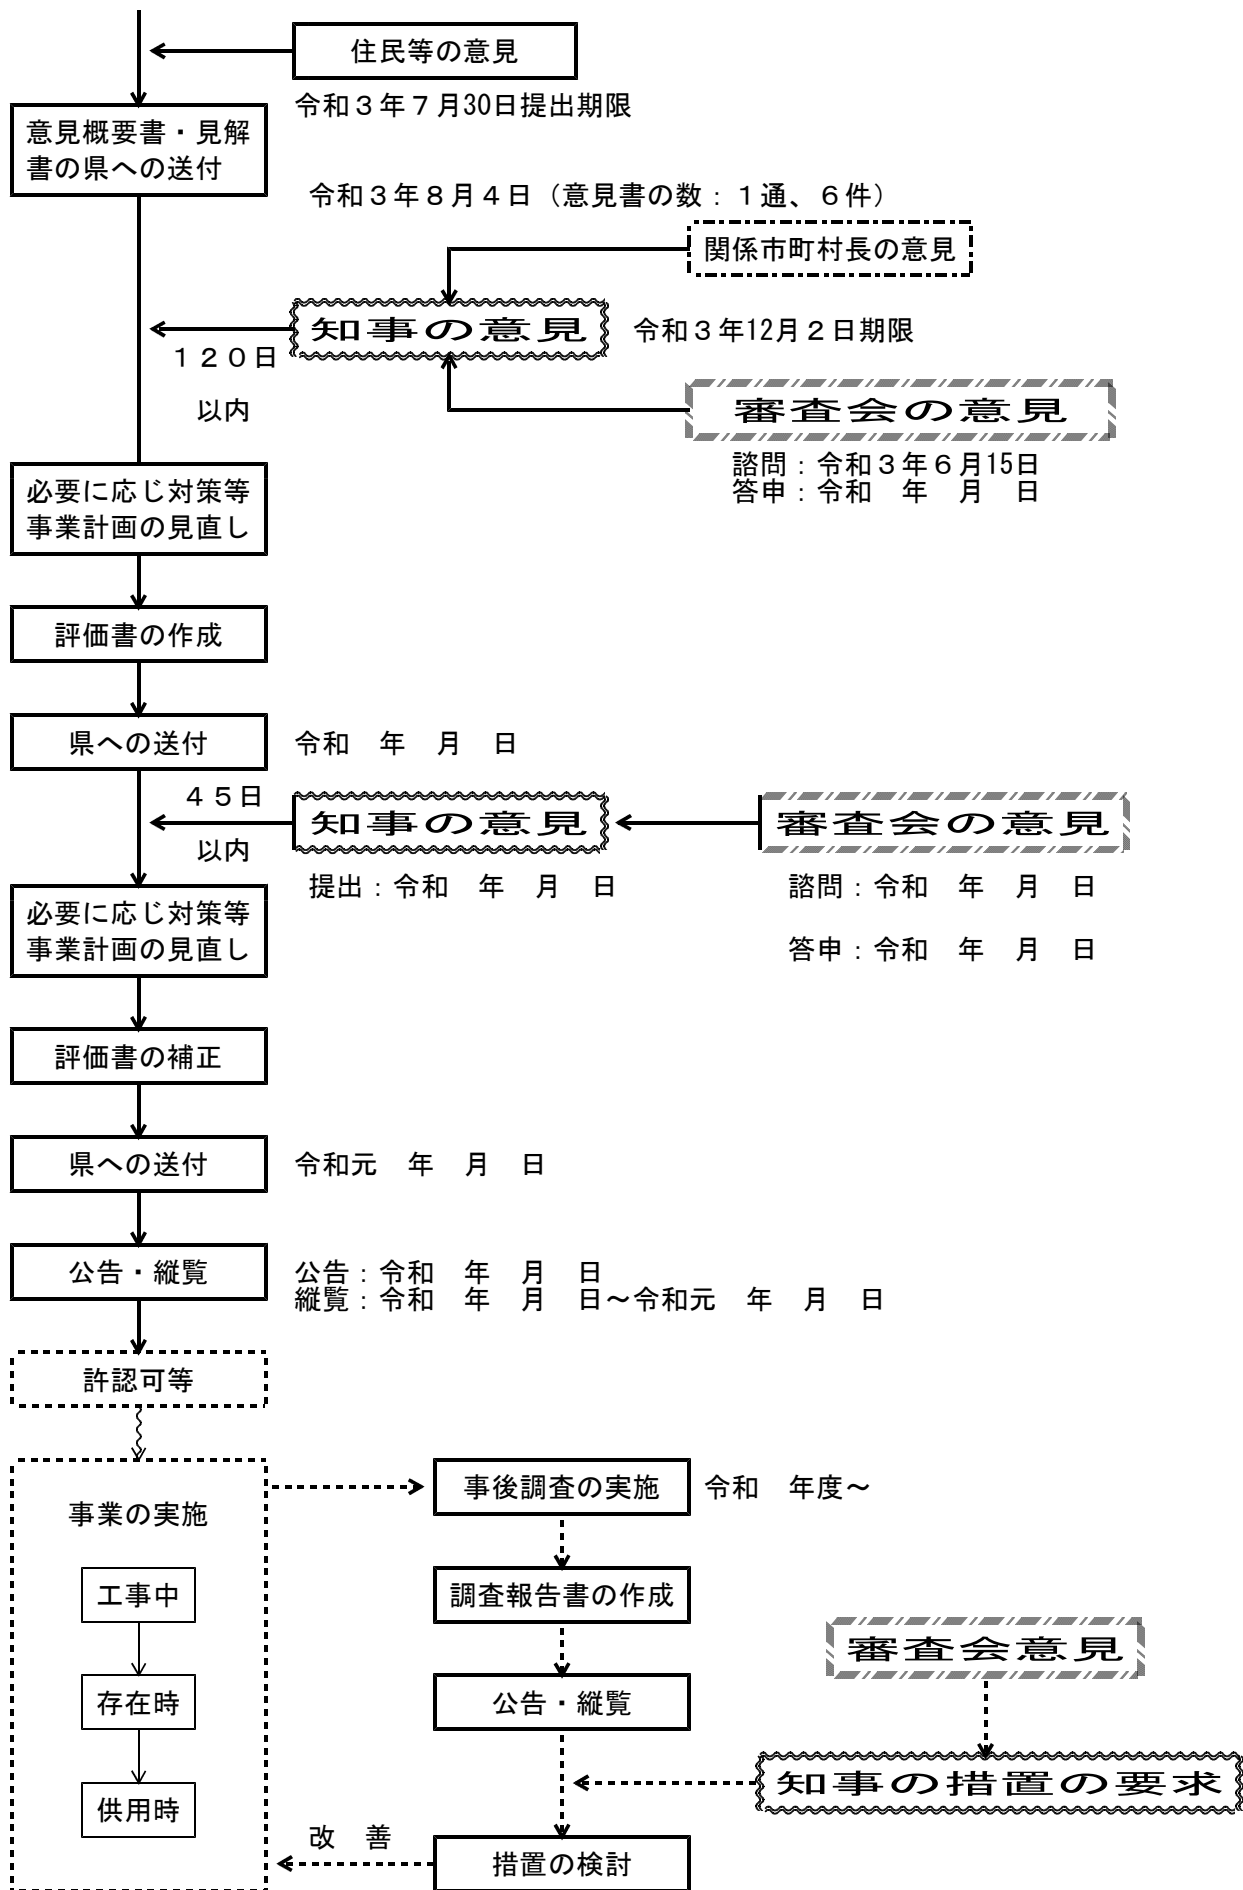 住民等の意見
令和３年７月30日提出期限
意見概要書・見解
書の県への送付
令和３年８月４日（意見書の数：１通、６件）
関係市町村長の意見
知事の意見
令和３年12月２日期限
１２０日
以内
審査会の意見
諮問：令和３年６月15日
答申：令和　年　月　日
必要に応じ対策等
事業計画の見直し
評価書の作成
県への送付
令和　年　月　日
４５日
以内
知事の意見
審査会の意見
提出：令和　年　月　日
諮問：令和　年　月　日
答申：令和　年　月　日
必要に応じ対策等
事業計画の見直し
評価書の補正
県への送付
令和元　年　月　日
公告・縦覧
公告：令和　年　月　日
縦覧：令和　年　月　日～令和元　年　月　日
許認可等
事業の実施
工事中
存在時
供用時
事後調査の実施
令和　年度～
調査報告書の作成
審査会意見
公告・縦覧
知事の措置の要求
改　善
措置の検討